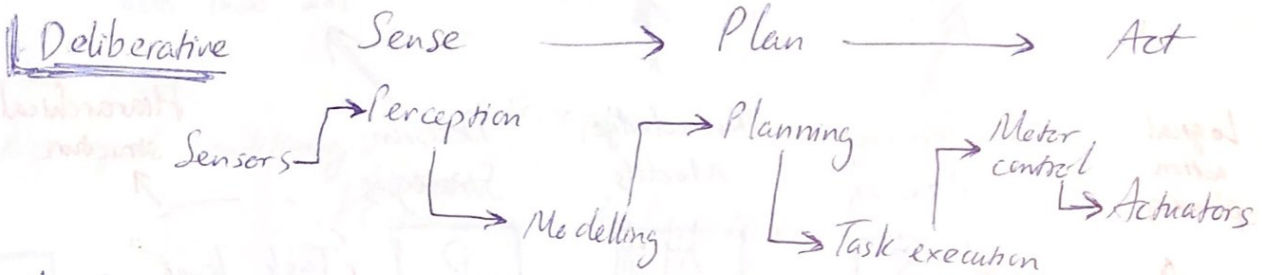 Deliberative Sense Plan Act
Perception
Planning
Motor
control
Sensors
Actuators
Modelling
Task execution